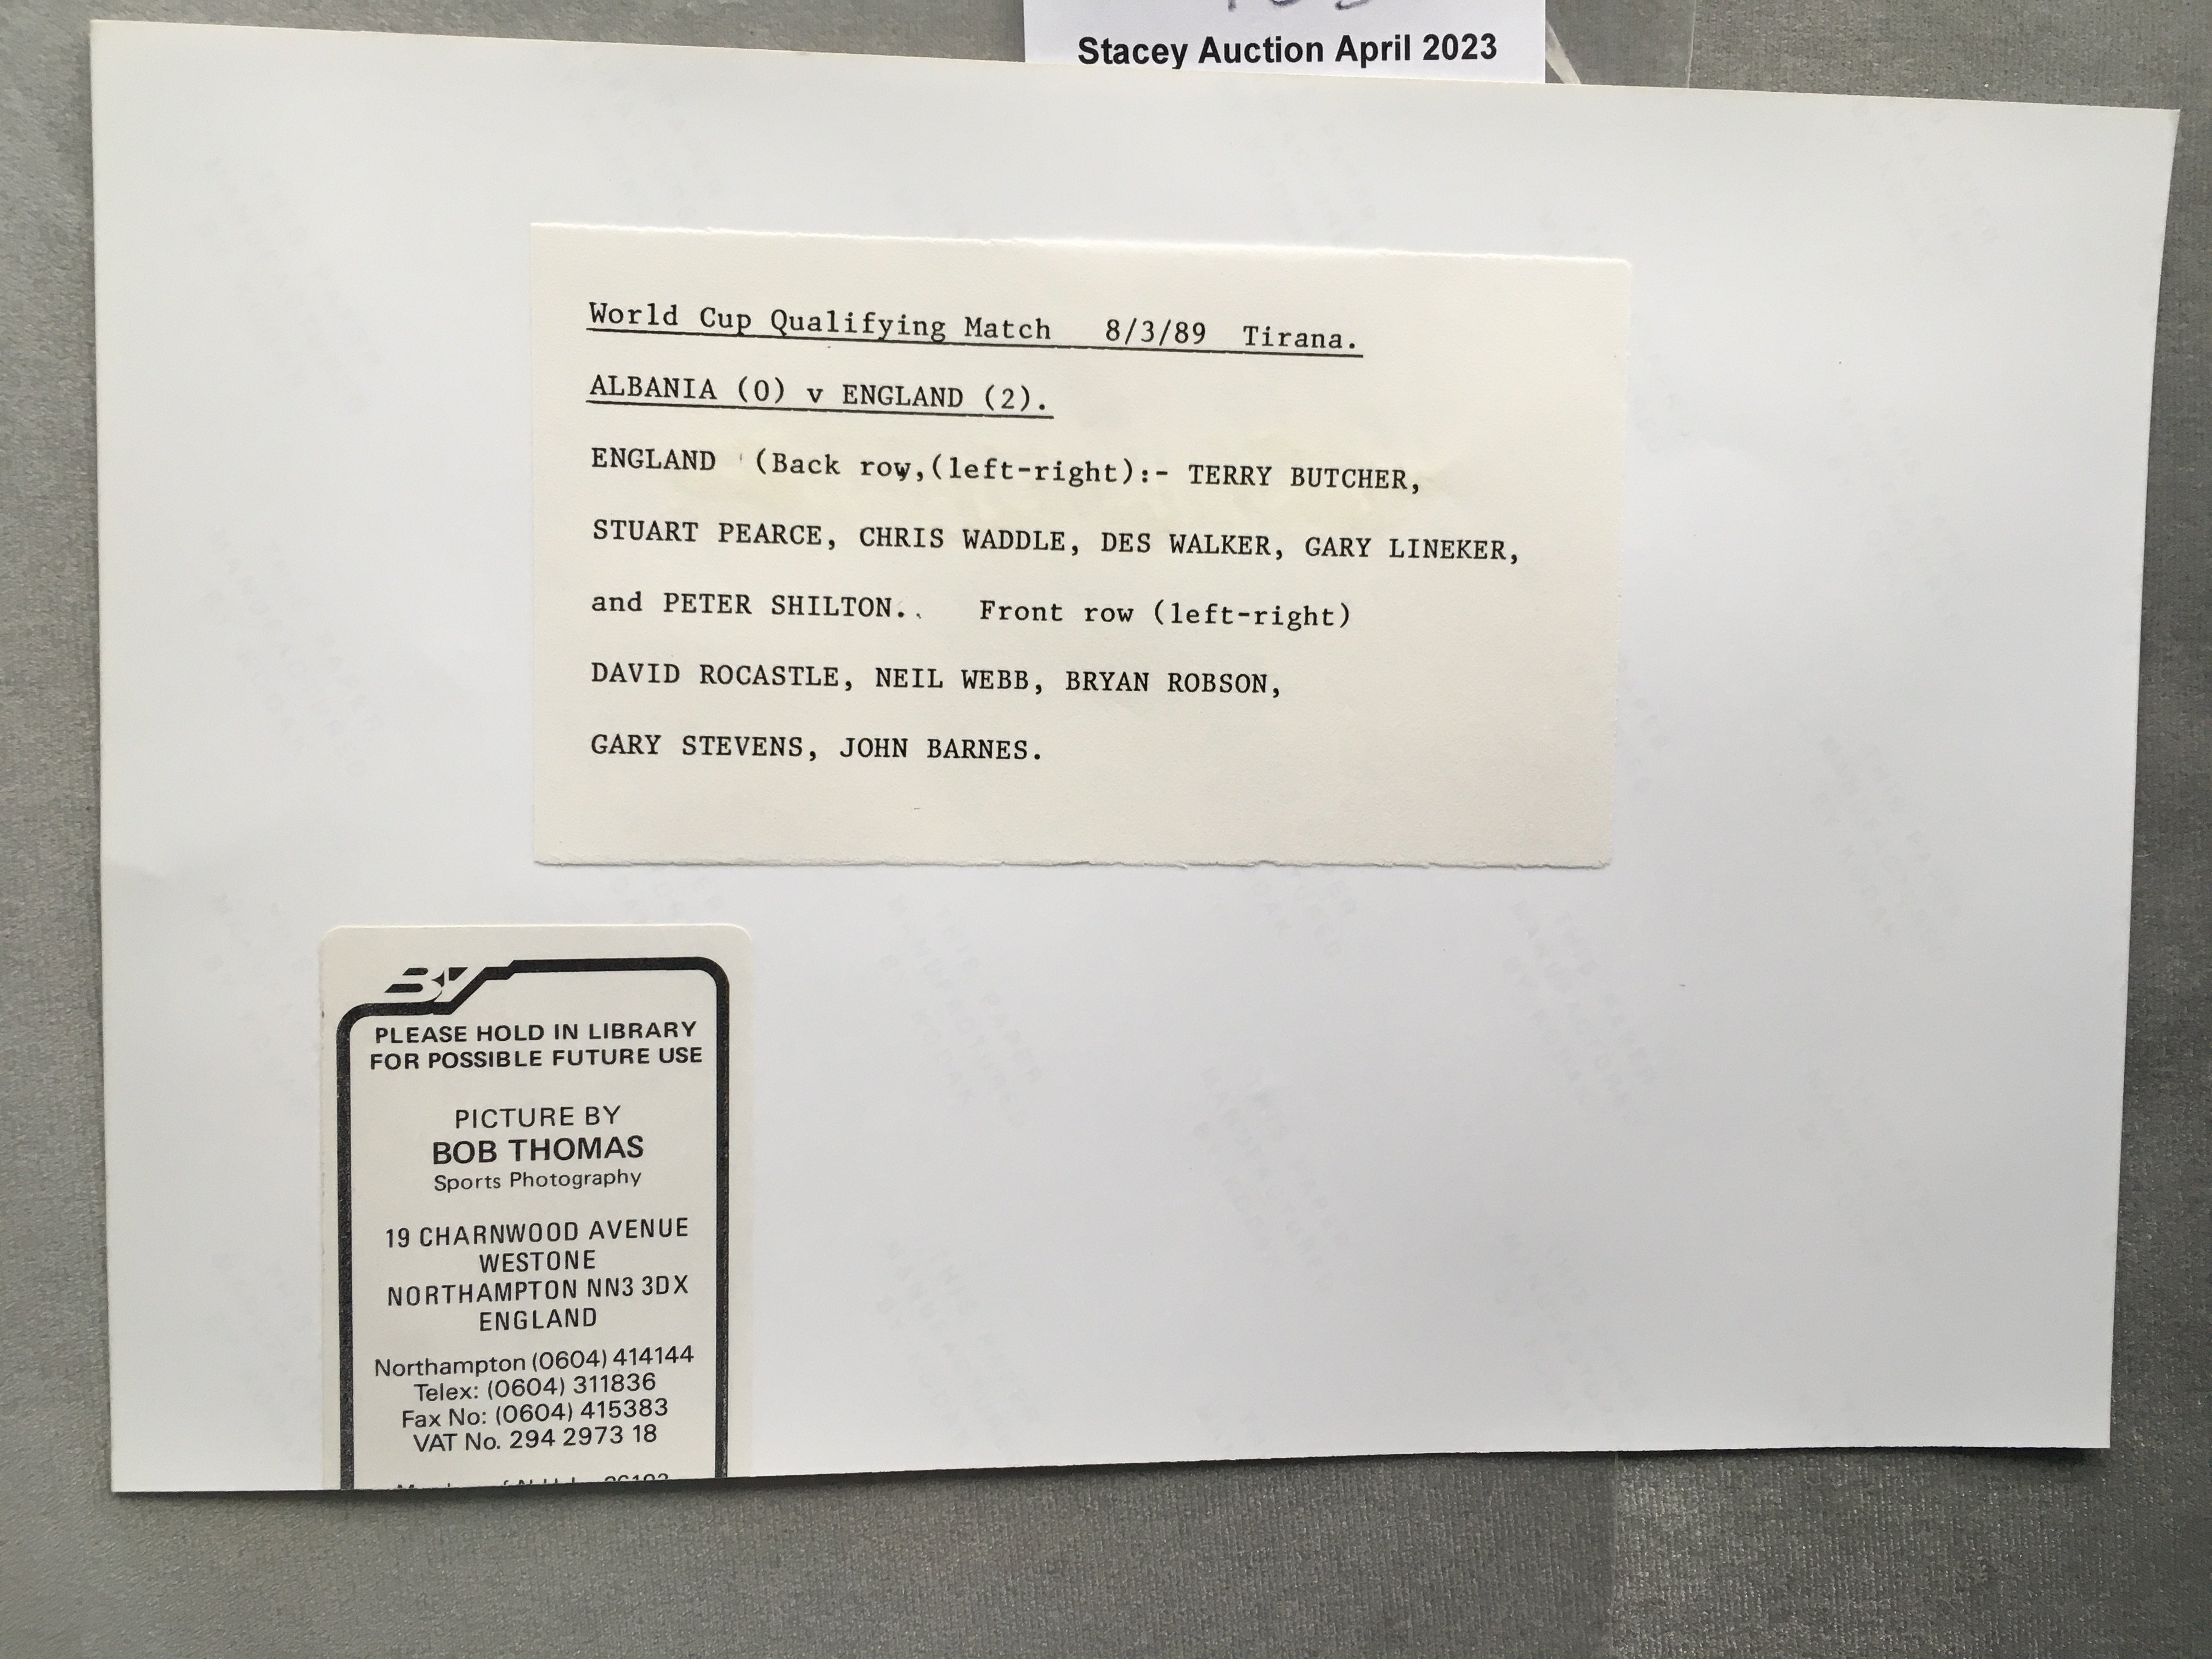 Stacey Auction April 2023
World Cup Qualifying Match 8/3/89 Tirana.
ALBANIA (0) v ENGLAND (2).
ENGLAND (Back row,(left-right):- TERRY BUTCHER,
STUART PEARCE, CHRIS WADDLE, DES WALKER, GARY LINEKER,
and PETER SHILTON.. Front row (left-right)
DAVID ROCASTLE, NEIL WEBB, BRYAN ROBSON,
GARY STEVENS, JOHN BARNES.
PLEASE HOLD IN LIBRARY
FOR POSSIBLE FUTURE USE
PICTURE BY
BOB THOMAS
Sports Photography
19 CHARNWOOD AVENUE
WESTONE
NORTHAMPTON NN3 3DX
ENGLAND
Northampton (0604) 414144
Telex: (0604) 311836
Fax No: (0604) 415383
VAT No. 294 2973 18